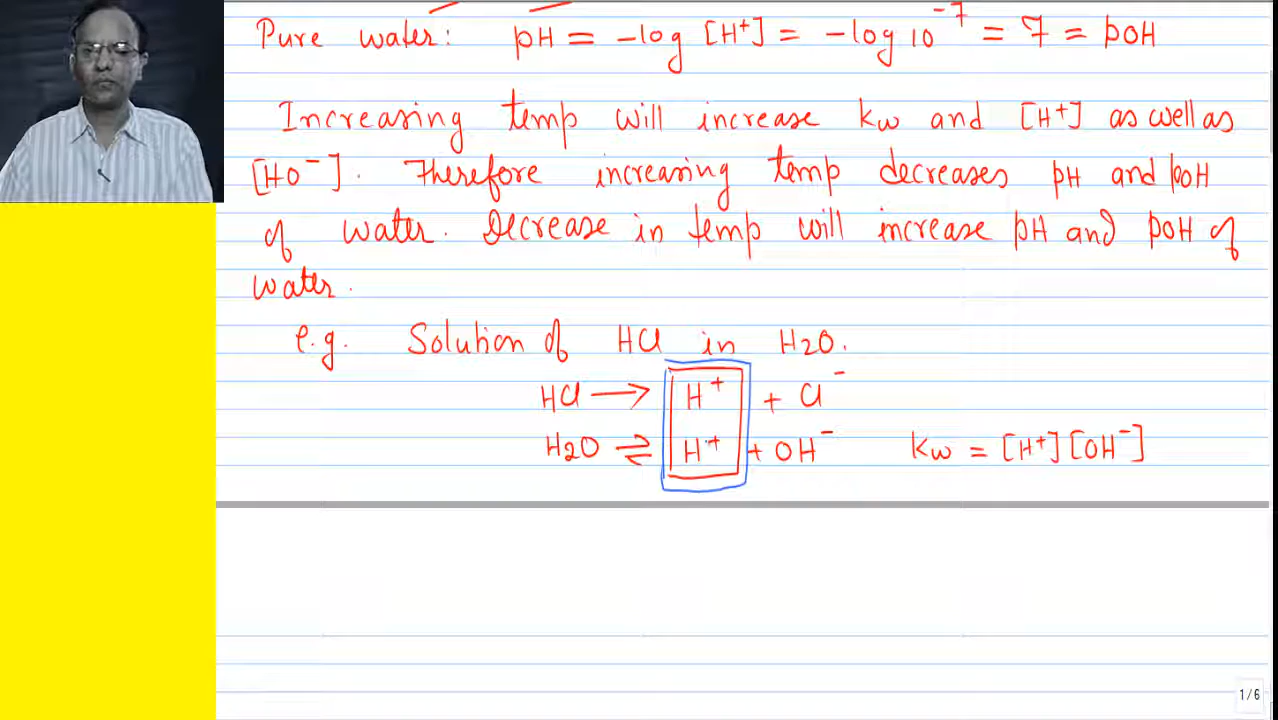 Pure water: pH = -log [H⁺] = -log 10⁻⁷ = 7 = pOH
Increasing temp will increase kw and [H⁺] as well as
[HO⁻]. Therefore increasing temp decreases pH and pOH
of water. Decrease in temp will increase pH and pOH of
water.
e.g. Solution of HCl in H2O.
HCl → H⁺ + Cl⁻
H2O ⇌ H⁺ + OH⁻ kw = [H⁺][OH⁻]
1/6